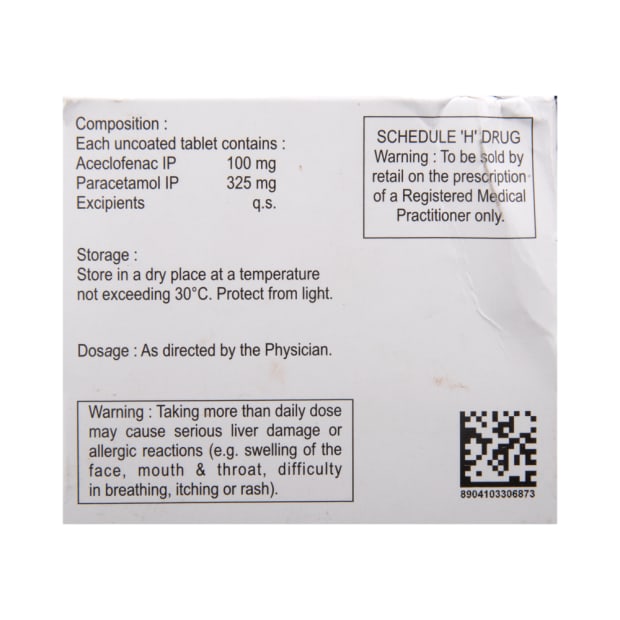 Composition :
Each uncoated tablet contains :
Aceclofenac IP 100 mg
Paracetamol IP 325 mg
Excipients q.s.
SCHEDULE 'H' DRUG
Warning : To be sold by
retail on the prescription
of a Registered Medical
Practitioner only.
Storage :
Store in a dry place at a temperature
not exceeding 30°C. Protect from light.
Dosage : As directed by the Physician.
Warning : Taking more than daily dose
may cause serious liver damage or
allergic reactions (e.g. swelling of the
face, mouth & throat, difficulty
in breathing, itching or rash).
8904103306873